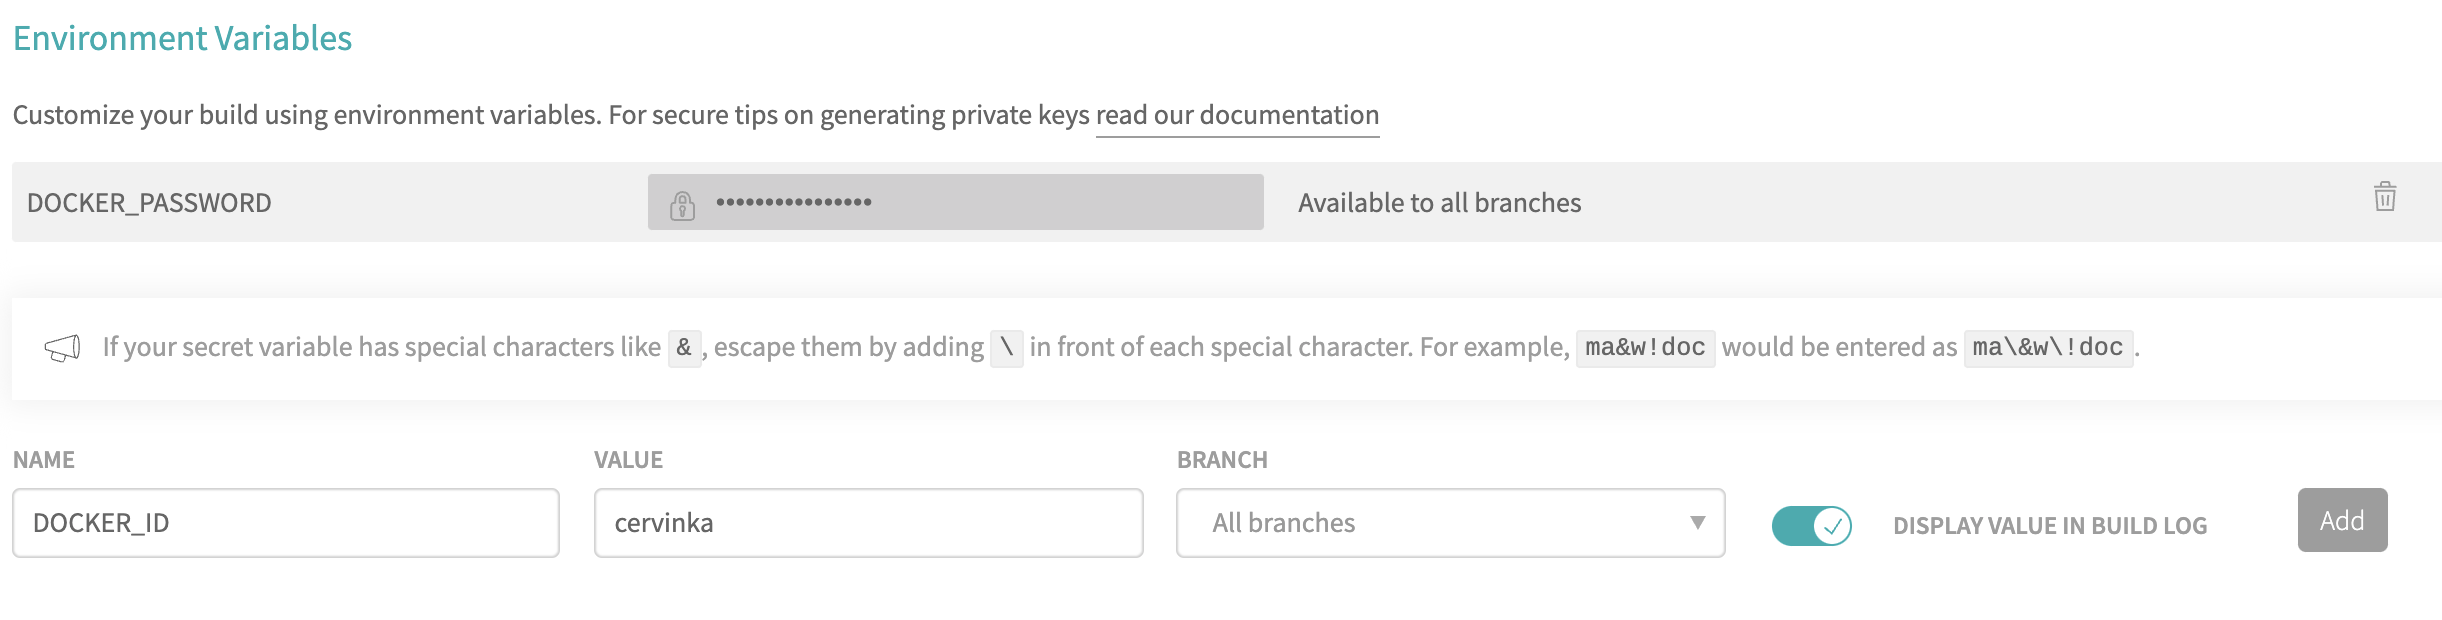 Environment Variables
Customize your build using environment variables. For secure tips on generating private keys read our documentation
DOCKER_PASSWORD •••••••••••••••• Available to all branches
If your secret variable has special characters like &, escape them by adding \ in front of each special character. For example, ma&w!doc would be entered as ma\&w\!doc.
NAME VALUE BRANCH
DOCKER_ID cervinka All branches DISPLAY VALUE IN BUILD LOG Add